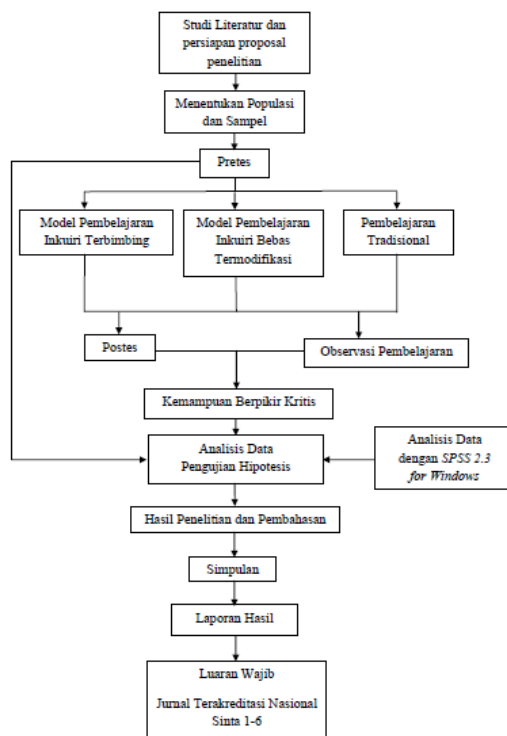 Studi Literatur dan
persiapan proposal
penelitian
Menentukan Populasi
dan Sampel
Pretes
Model Pembelajaran
Inkuiri Terbimbing
Model Pembelajaran
Inkuiri Bebas
Termodifikasi
Pembelajaran
Tradisional
Postes
Observasi Pembelajaran
Kemampuan Berpikir Kritis
Analisis Data
Pengujian Hipotesis
Analisis Data
dengan SPSS 2.3
for Windows
Hasil Penelitian dan Pembahasan
Simpulan
Laporan Hasil
Luaran Wajib
Jurnal Terakreditasi Nasional
Sinta 1-6